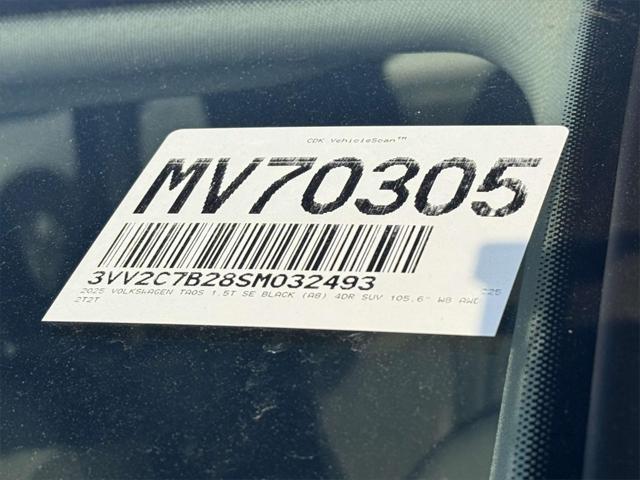 CDK VehicleScan™
MV70305
3VV2C7B28SM032493
2025 VOLKSWAGEN TAOS 1.5T SE BLACK (A8) 4DR SUV 105.6" WB AWD
2T2T